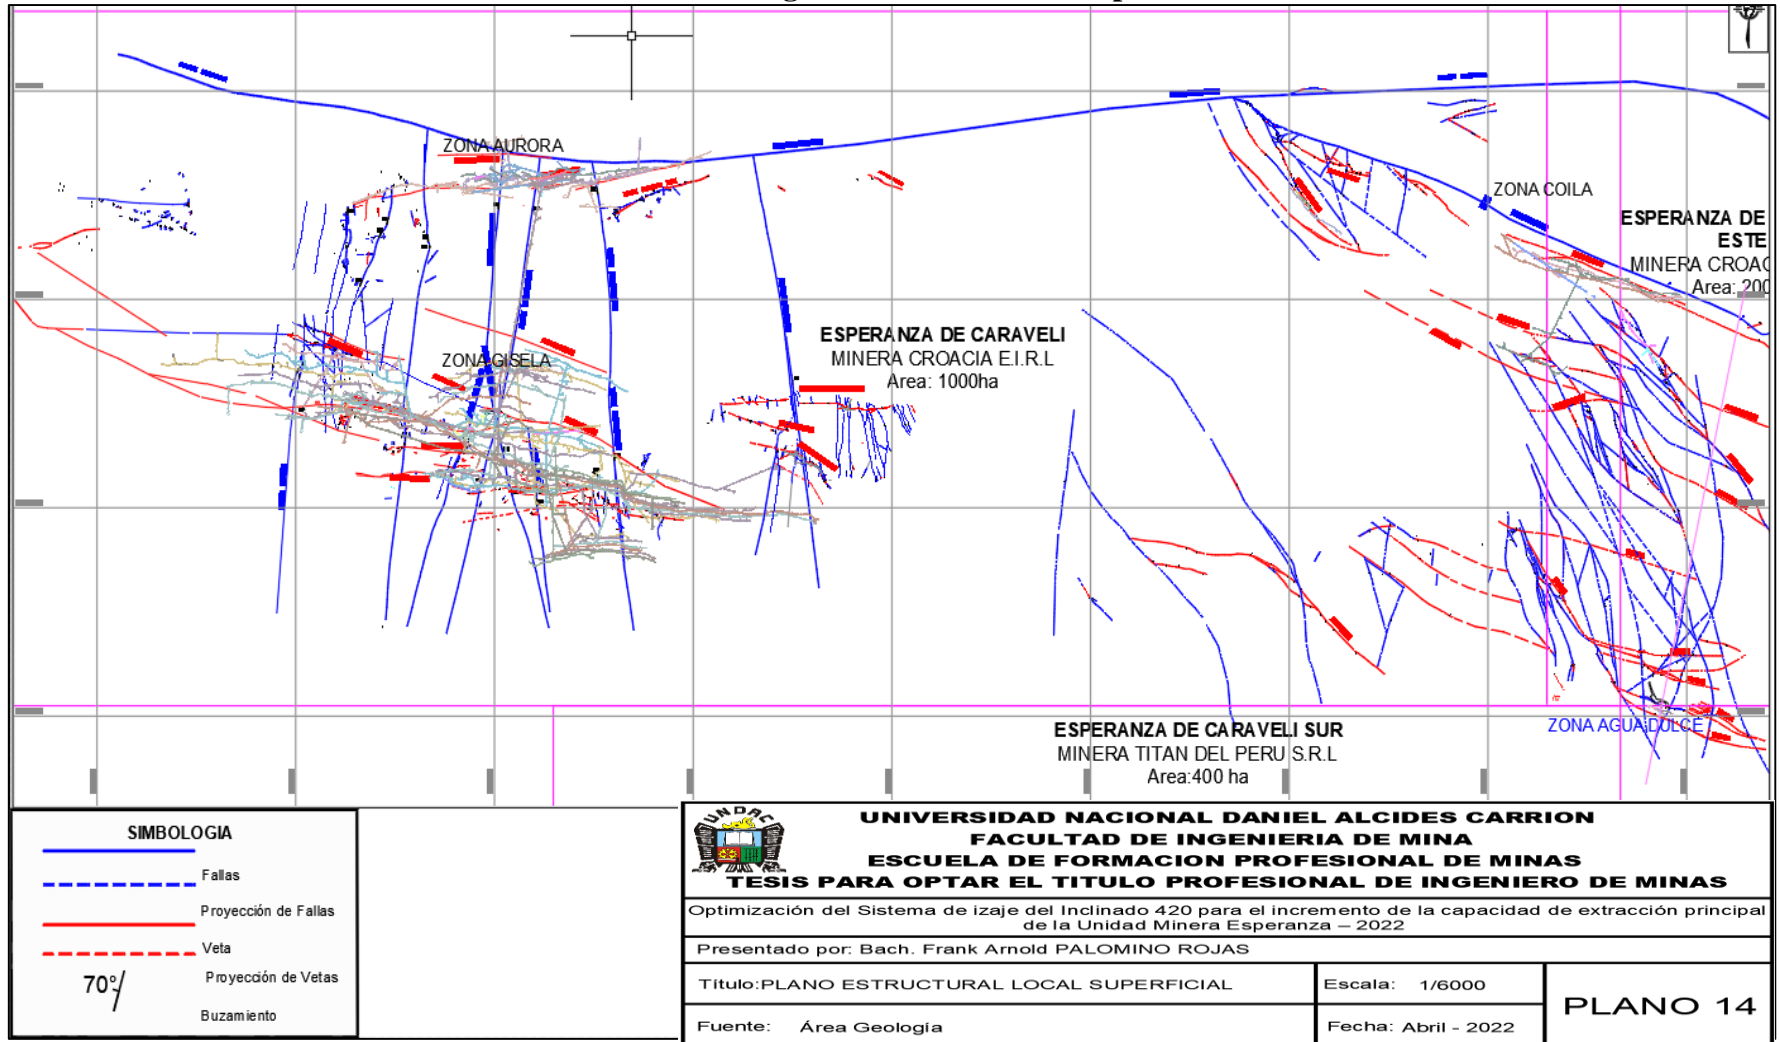 ZONA AURORA
ZONA COILA
ESPERANZA DE
ESTE
MINERA CROAC
Area: 200
ESPERANZA DE CARAVELI
MINERA CROACIA E.I.R.L
Area: 1000ha
ZONA GISELA
ESPERANZA DE CARAVELI SUR
MINERA TITAN DEL PERU S.R.L
Area:400 ha
ZONA AGUA DULCE
SIMBOLOGIA
Fallas
Proyección de Fallas
Veta
70°
Proyección de Vetas
Buzamiento
UNDAC
UNIVERSIDAD NACIONAL DANIEL ALCIDES CARRION
FACULTAD DE INGENIERIA DE MINA
ESCUELA DE FORMACION PROFESIONAL DE MINAS
TESIS PARA OPTAR EL TITULO PROFESIONAL DE INGENIERO DE MINAS
Optimización del Sistema de izaje del Inclinado 420 para el incremento de la capacidad de extracción principal
de la Unidad Minera Esperanza – 2022
Presentado por: Bach. Frank Arnold PALOMINO ROJAS
Título:PLANO ESTRUCTURAL LOCAL SUPERFICIAL
Escala: 1/6000
PLANO 14
Fuente: Área Geología
Fecha: Abril - 2022